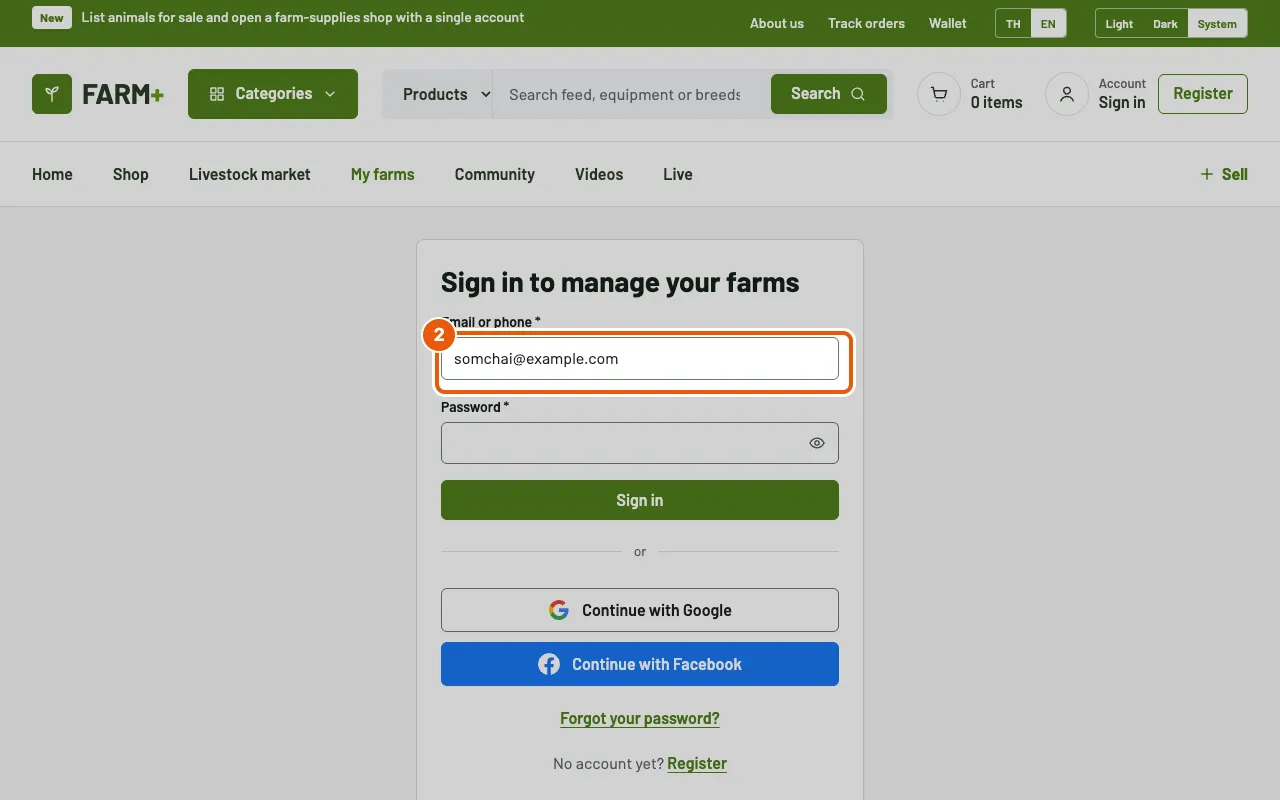 New List animals for sale and open a farm-supplies shop with a single account About us Track orders Wallet TH EN Light Dark System
FARM+ Categories Products Search feed, equipment or breeds Search Cart 0 items Account Sign in Register
Home Shop Livestock market My farms Community Videos Live + Sell
Sign in to manage your farms
Email or phone *
2
somchai@example.com
Password *
Sign in
or
Continue with Google
Continue with Facebook
Forgot your password?
No account yet? Register